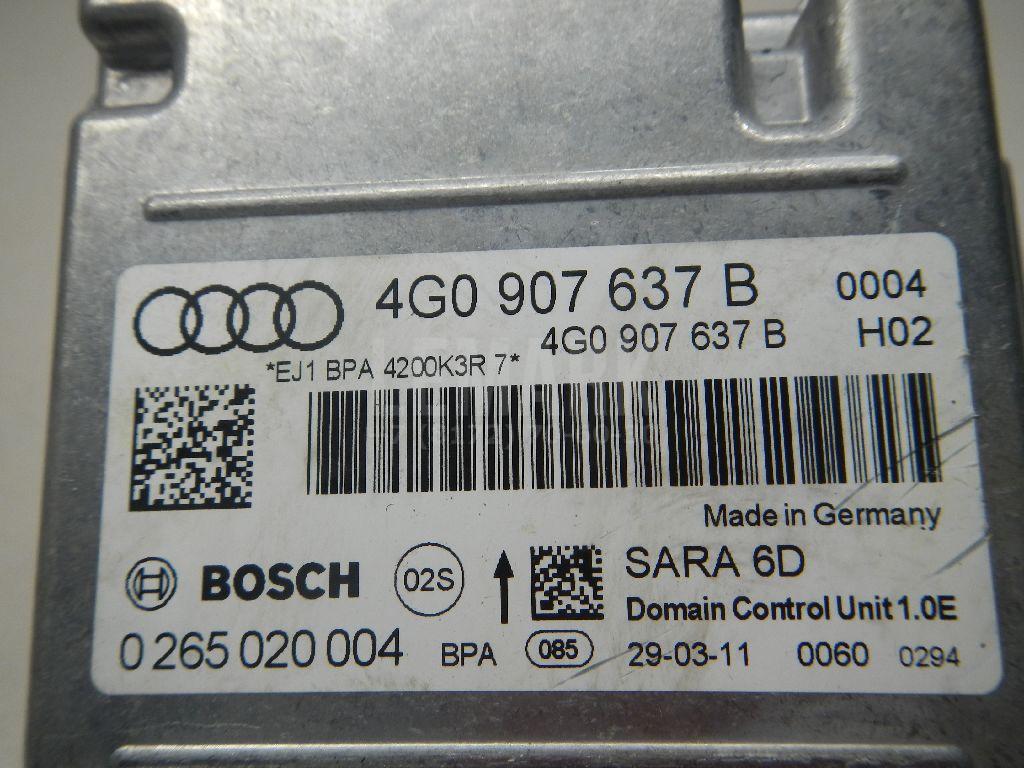 4G0 907 637 B 0004
4G0 907 637 B H02
*EJ1 BPA 4200K3R 7*
LEMARK
Made in Germany
BOSCH 02S SARA 6D
Domain Control Unit 1.0E
0 265 020 004 BPA 085 29-03-11 0060 0294